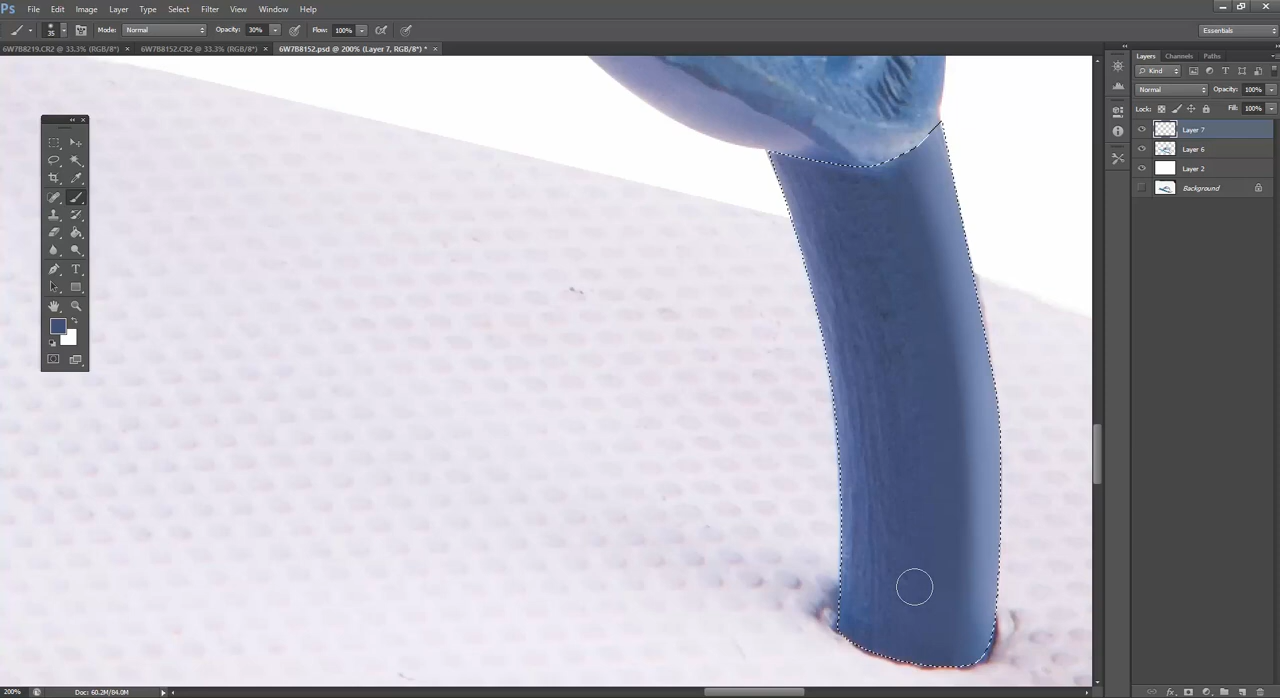 Ps File Edit Image Layer Type Select Filter View Window Help
35 Mode: Normal Opacity: 30% Flow: 100% Essentials
6W7B8219.CR2 @ 33.3% (RGB/8*) × 6W7B8152.CR2 @ 33.3% (RGB/8*) × 6W7B8152.psd @ 200% (Layer 7, RGB/8*) * ×
Layers Channels Paths
Kind T
Normal Opacity: 100%
Lock: Fill: 100%
Layer 7
Layer 6
Layer 2
Background
T
200% Doc: 60.2M/84.0M